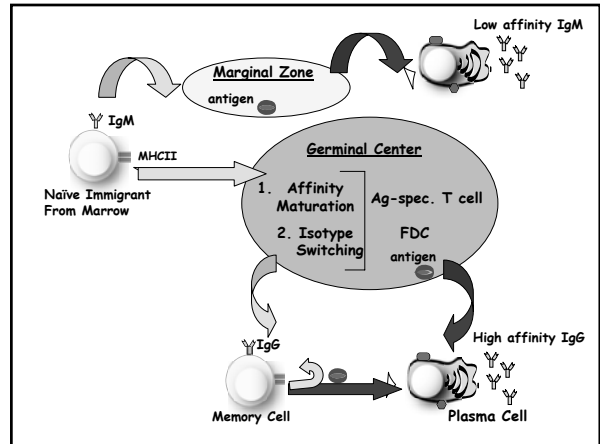 Low affinity IgM
Marginal Zone
antigen
IgM
MHCII
Naïve Immigrant
From Marrow
Germinal Center
1. Affinity
Maturation
2. Isotype
Switching
Ag-spec. T cell
FDC
antigen
IgG
Memory Cell
High affinity IgG
Plasma Cell